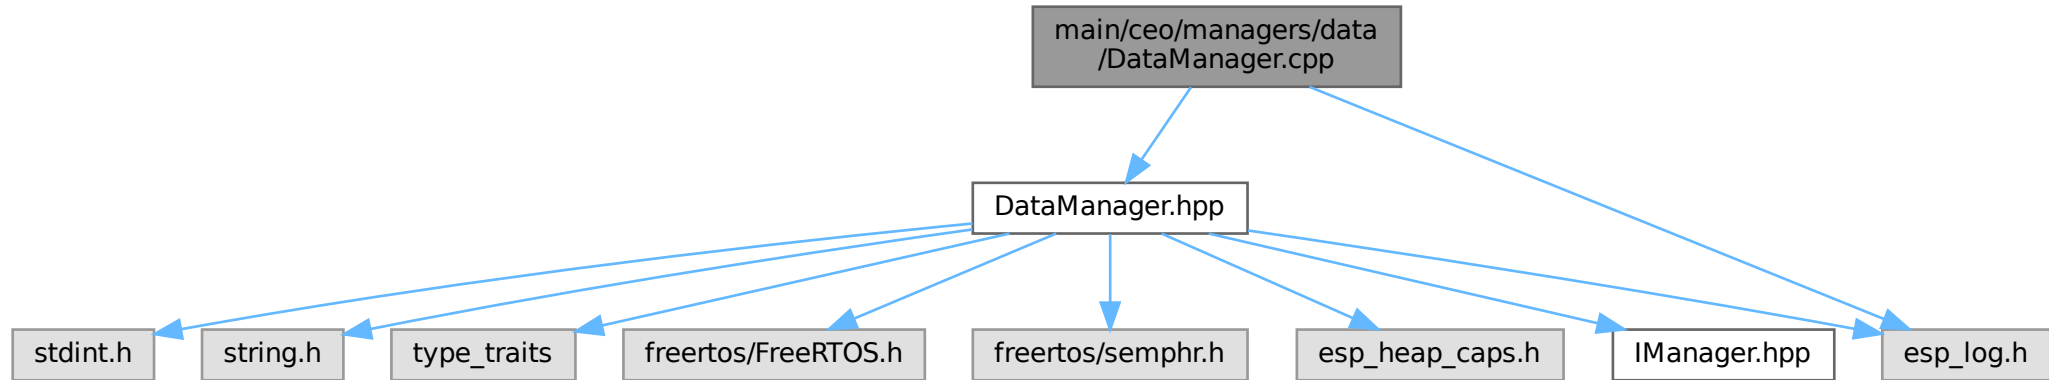 main/ceo/managers/data
/DataManager.cpp
DataManager.hpp
stdint.h
string.h
type_traits
freertos/FreeRTOS.h
freertos/semphr.h
esp_heap_caps.h
IManager.hpp
esp_log.h